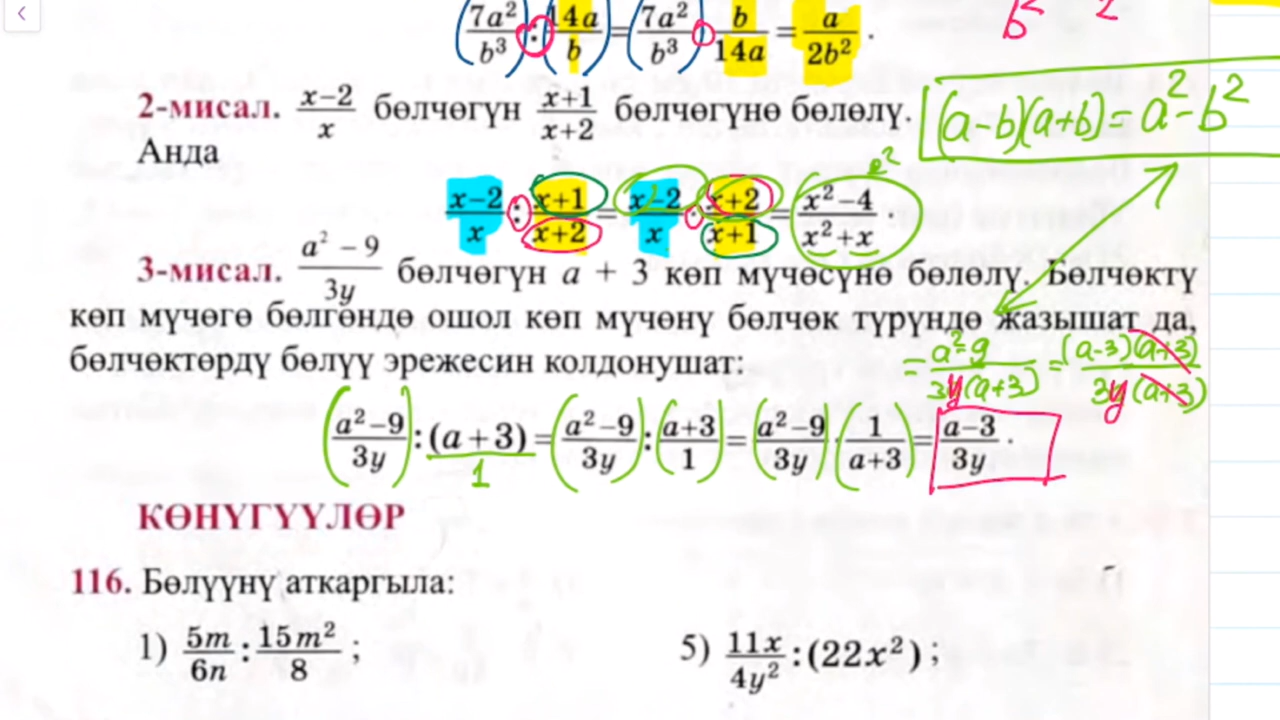 (7a²/b³) : (14a/b) = (7a²/b³) · b/14a = a/2b² .
b² 2
2-мисал. x−2/x бөлчөгүн x+1/x+2 бөлчөгүнө бөлөлү.
(a-b)(a+b) = a² - b²
Анда
x−2/x : x+1/x+2 = x−2/x · x+2/x+1 = x²−4/x²+x .
3-мисал. a² − 9/3y бөлчөгүн a + 3 көп мүчөсүнө бөлөлү. Бөлчөктү
көп мүчөгө бөлгөндө ошол көп мүчөнү бөлчөк түрүндө жазышат да,
бөлчөктөрдү бөлүү эрежесин колдонушат:
= a²-9/3y(a+3) = (a-3)(a+3)/3y(a+3)
(a²−9/3y) : (a+3) = (a²−9/3y) : (a+3/1) = (a²−9/3y) (1/a+3) = a−3/3y .
1
КӨНҮГҮҮЛӨР
116. Бөлүүнү аткаргыла:
1) 5m/6n : 15m²/8 ;
5) 11x/4y² : (22x²) ;